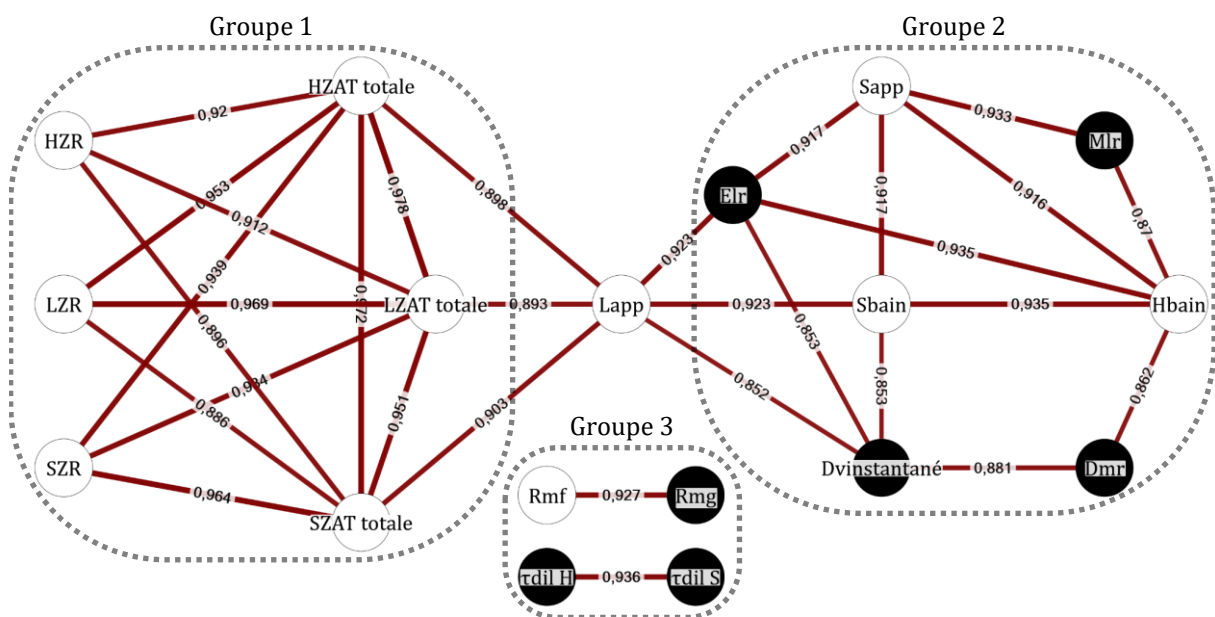 Groupe 1
Groupe 2
HZAT totale
Sapp
0,92
0,933
HZR
Mlr
0,917
0,953
0,978
0,898
0,917
0,916
0,87
Elr
0,912
0,923
0,935
0,939
LZR
0,969
LZAT totale
0,893
Lapp
0,923
Sbain
0,935
Hbain
0,972
0,896
0,853
0,934
0,951
0,903
0,852
0,853
0,862
0,886
Groupe 3
SZR
0,964
Dvinstantané
0,881
Dmr
SZAT totale
Rmf
0,927
Rmg
τdil H
0,936
τdil S